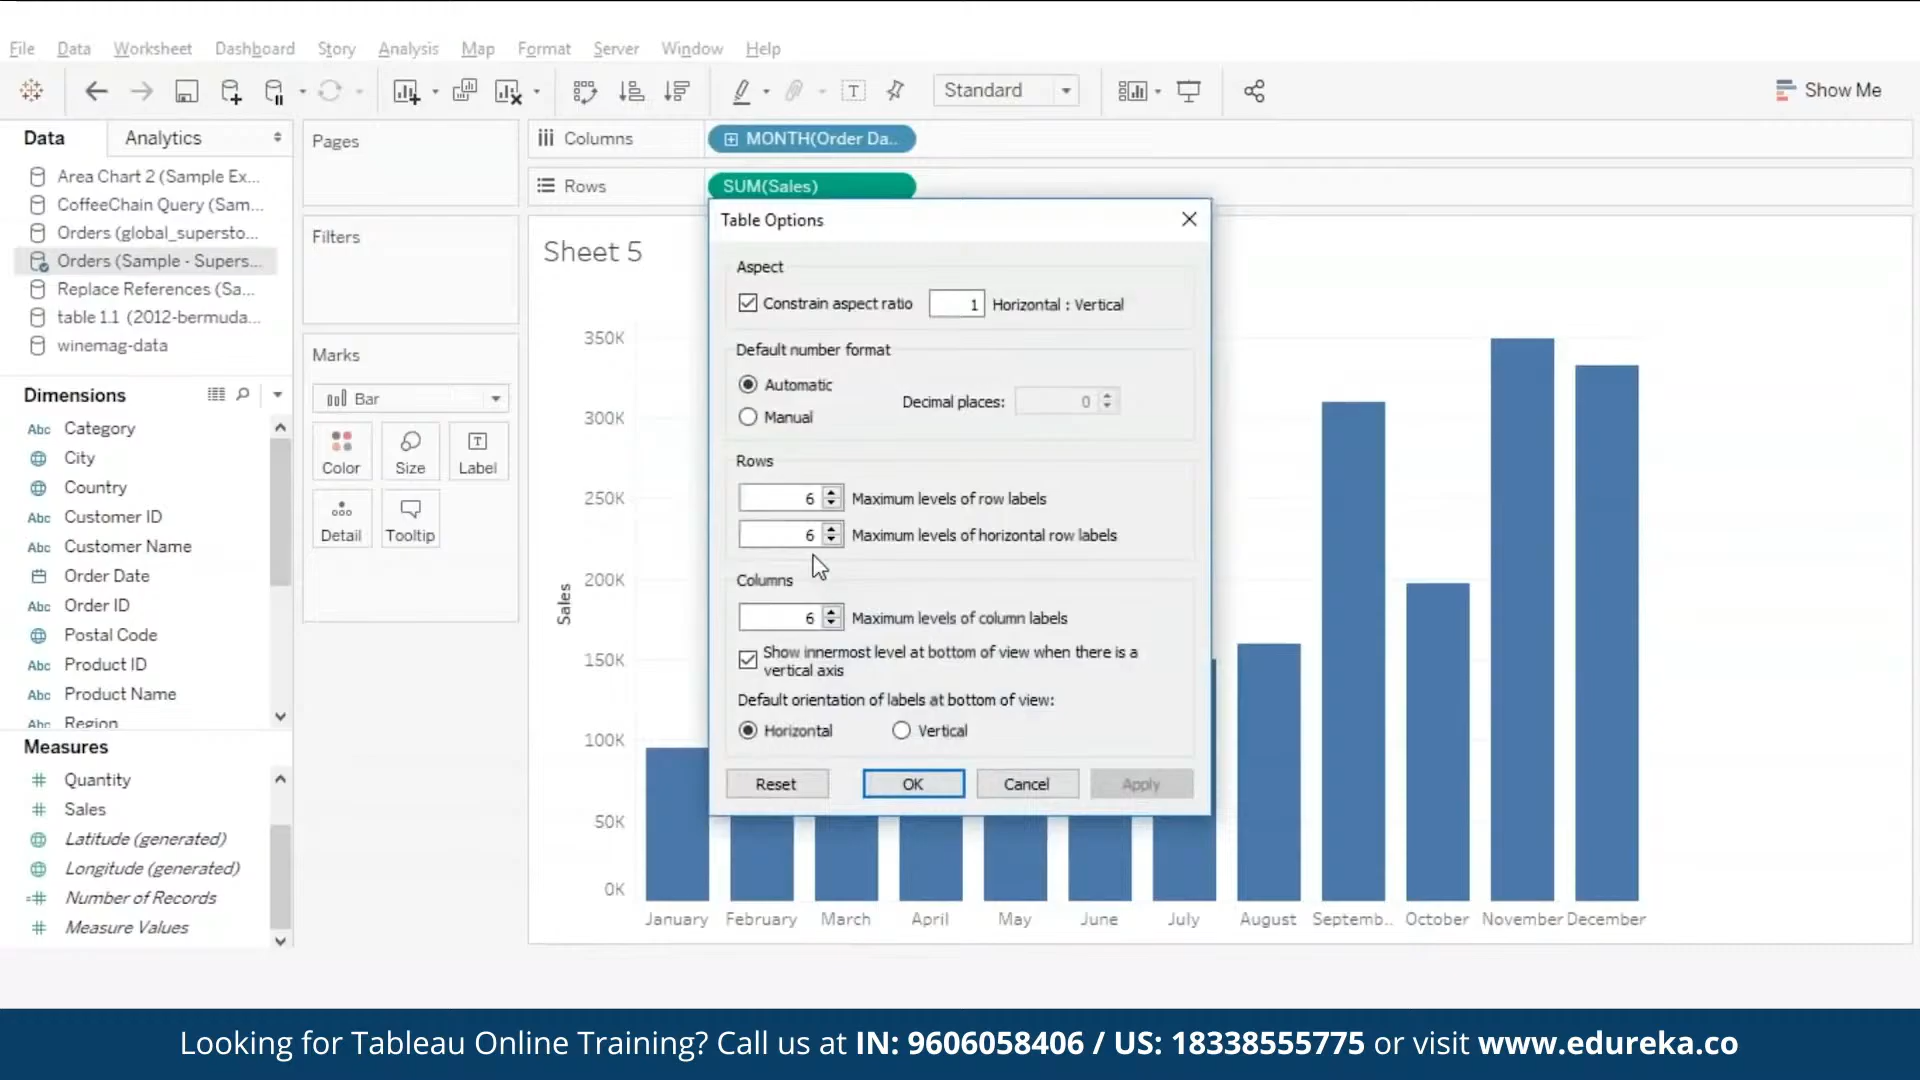 File Data Worksheet Dashboard Story Analysis Map Format Server Window Help
Standard
Show Me
Data Analytics
Area Chart 2 (Sample Ex...
CoffeeChain Query (Sam...
Orders (global_supersto...
Orders (Sample - Supers...
Replace References (Sa...
table 1.1 (2012-bermuda...
winemag-data
Dimensions
Abc Category
City
Country
Abc Customer ID
Abc Customer Name
Order Date
Abc Order ID
Postal Code
Abc Product ID
Abc Product Name
Abc Region
Measures
# Quantity
# Sales
Latitude (generated)
Longitude (generated)
=# Number of Records
# Measure Values
Pages
Filters
Marks
Bar
Color Size Label
Detail Tooltip
Columns MONTH(Order Da..
Rows SUM(Sales)
Sheet 5
Sales
350K
300K
250K
200K
150K
100K
50K
0K
January February March April May June July August Septemb.. October November December
Table Options
Aspect
Constrain aspect ratio 1 Horizontal : Vertical
Default number format
Automatic
Manual
Decimal places: 0
Rows
6 Maximum levels of row labels
6 Maximum levels of horizontal row labels
Columns
6 Maximum levels of column labels
Show innermost level at bottom of view when there is a
vertical axis
Default orientation of labels at bottom of view:
Horizontal Vertical
Reset OK Cancel Apply
Looking for Tableau Online Training? Call us at IN: 9606058406 / US: 18338555775 or visit www.edureka.co